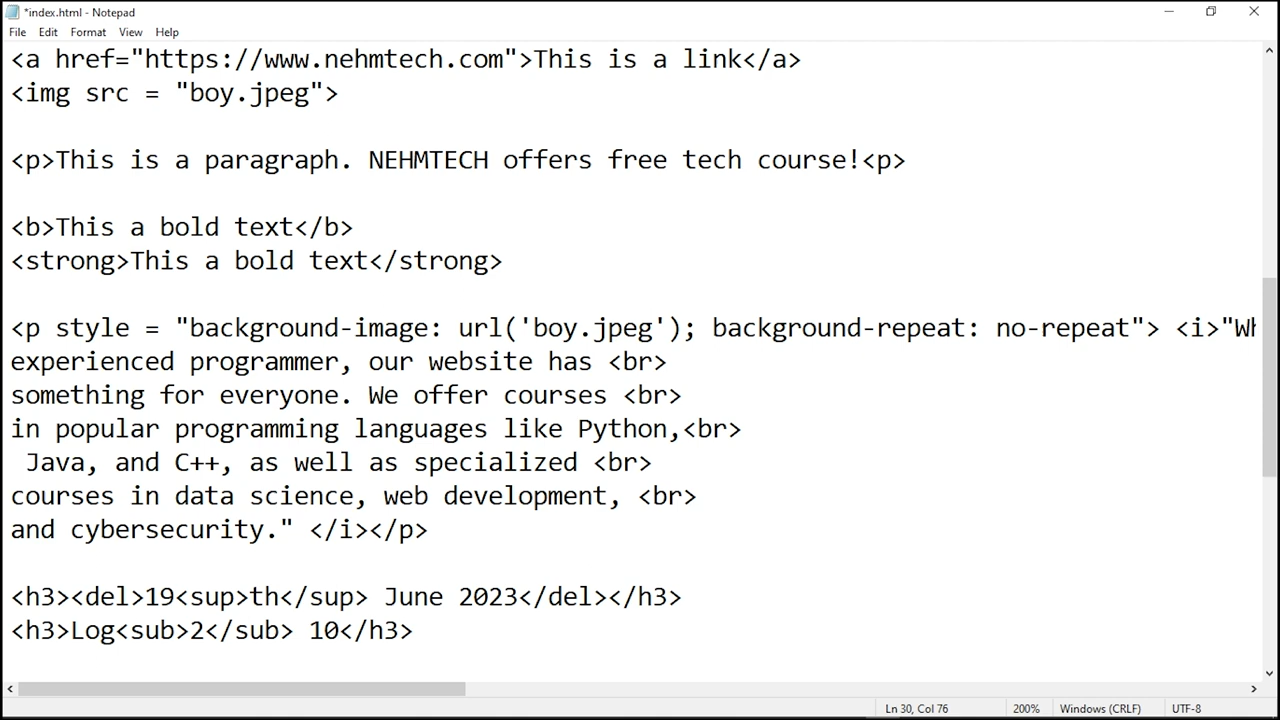 *index.html - Notepad
File Edit Format View Help
<a href="https://www.nehmtech.com">This is a link</a>
<img src = "boy.jpeg">
<p>This is a paragraph. NEHMTECH offers free tech course!<p>
<b>This a bold text</b>
<strong>This a bold text</strong>
<p style = "background-image: url('boy.jpeg'); background-repeat: no-repeat"> <i>"Wh
experienced programmer, our website has <br>
something for everyone. We offer courses <br>
in popular programming languages like Python,<br>
Java, and C++, as well as specialized <br>
courses in data science, web development, <br>
and cybersecurity." </i></p>
<h3><del>19<sup>th</sup> June 2023</del></h3>
<h3>Log<sub>2</sub> 10</h3>
Ln 30, Col 76 200% Windows (CRLF) UTF-8